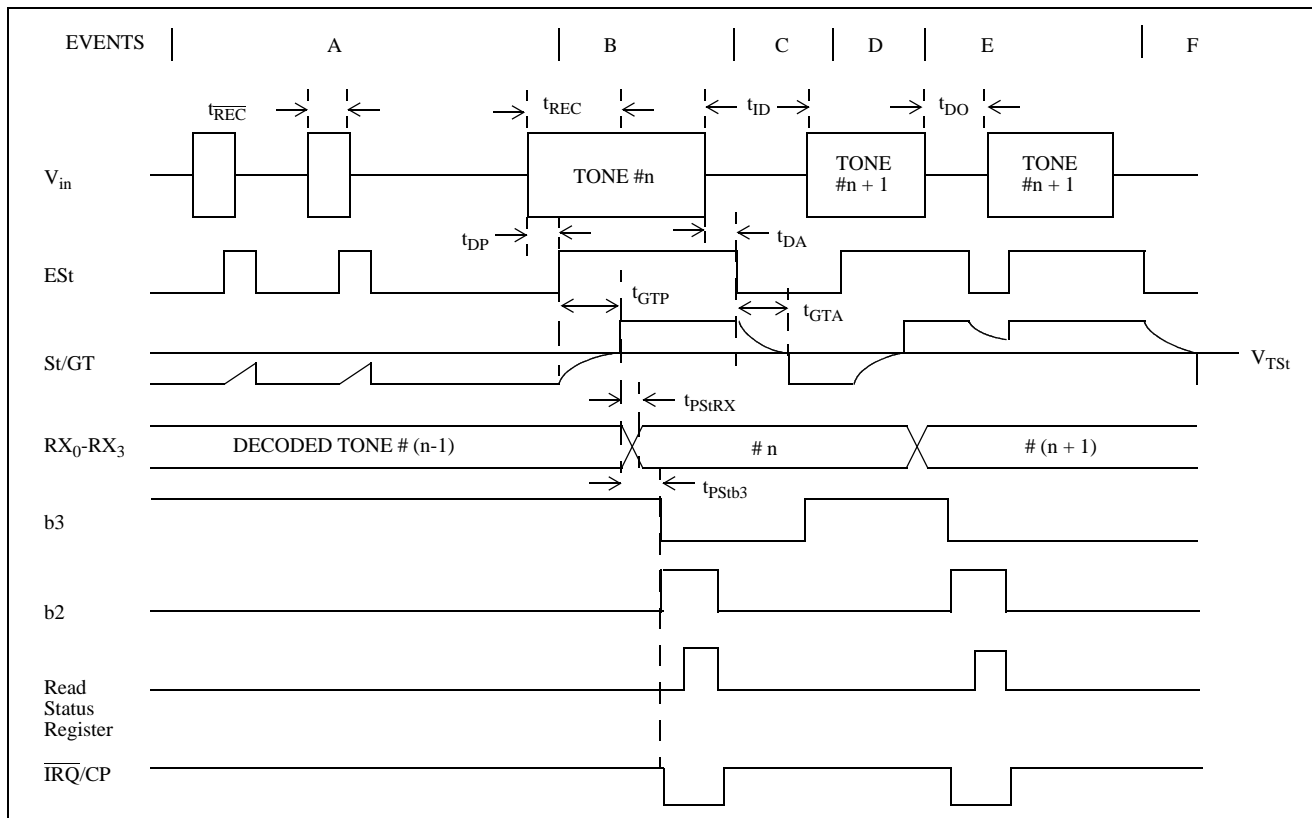 EVENTS A B C D E F
tREC tREC tID tDO
Vin TONE #n TONE #n + 1 TONE #n + 1
tDP tDA
ESt
tGTP tGTA
St/GT VTSt
tPStRX
RX0-RX3 DECODED TONE # (n-1) # n # (n + 1)
tPStb3
b3
b2
Read
Status
Register
IRQ/CP